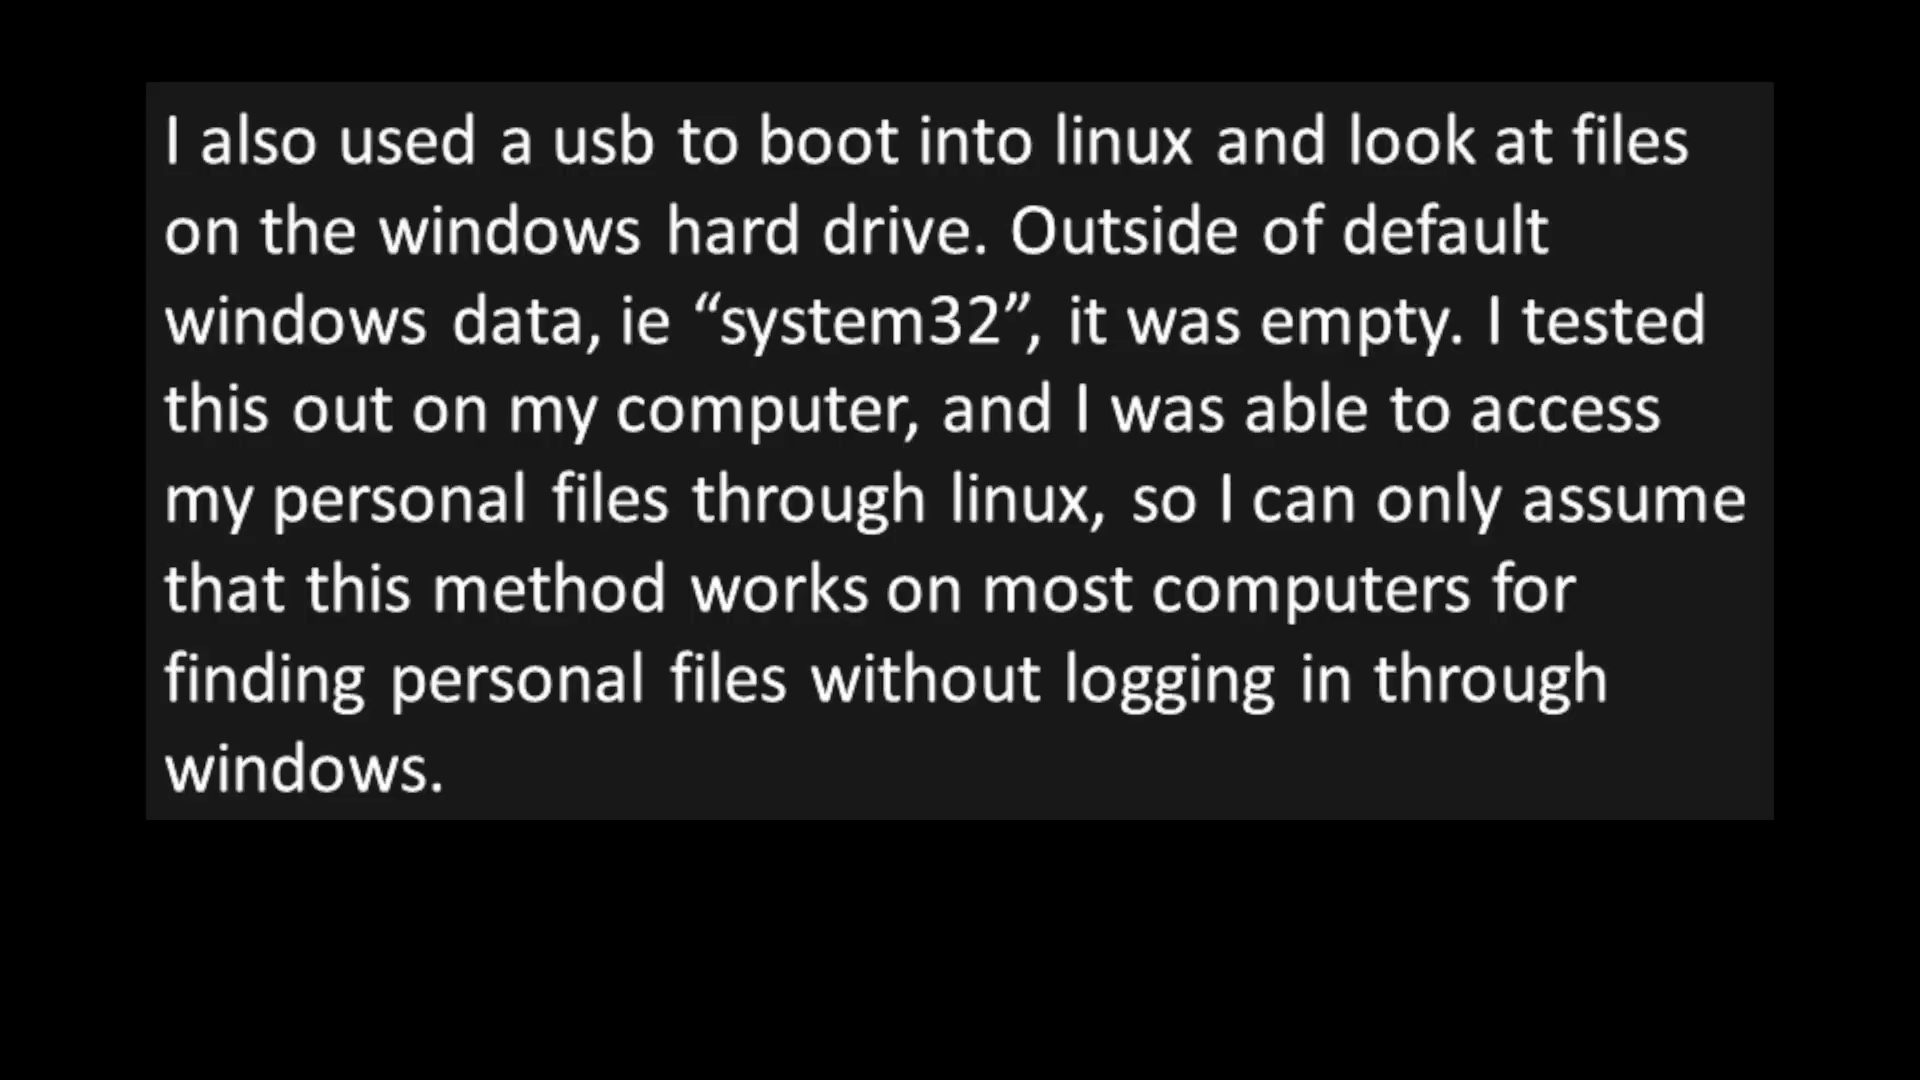 I also used a usb to boot into linux and look at files
on the windows hard drive. Outside of default
windows data, ie “system32”, it was empty. I tested
this out on my computer, and I was able to access
my personal files through linux, so I can only assume
that this method works on most computers for
finding personal files without logging in through
windows.